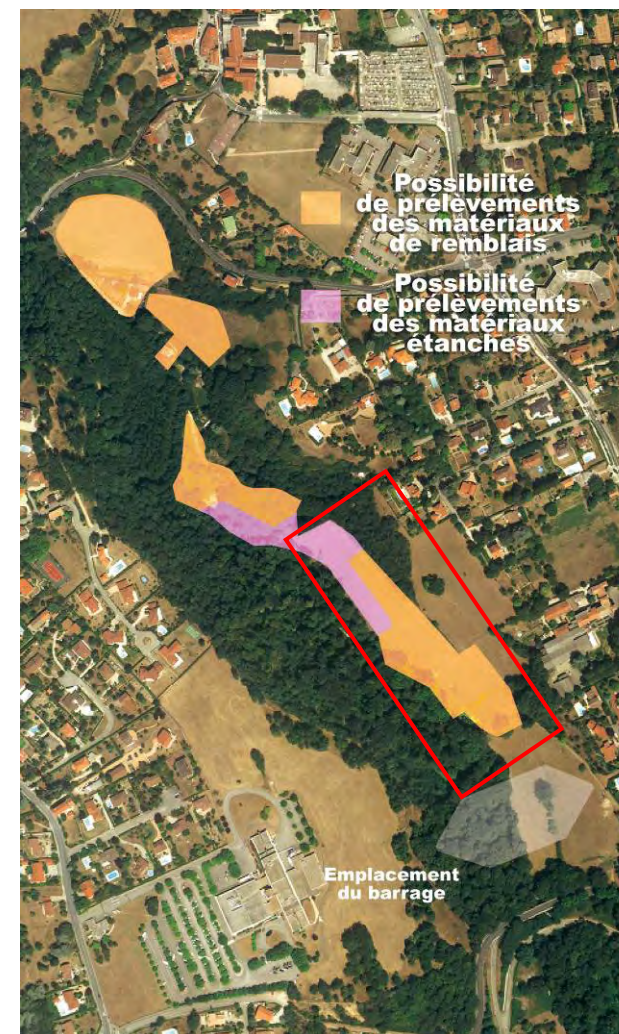 Possibilité
de prélèvements
des matériaux
de remblais
Possibilité
de prélèvements
des matériaux
étanches
Emplacement
du barrage